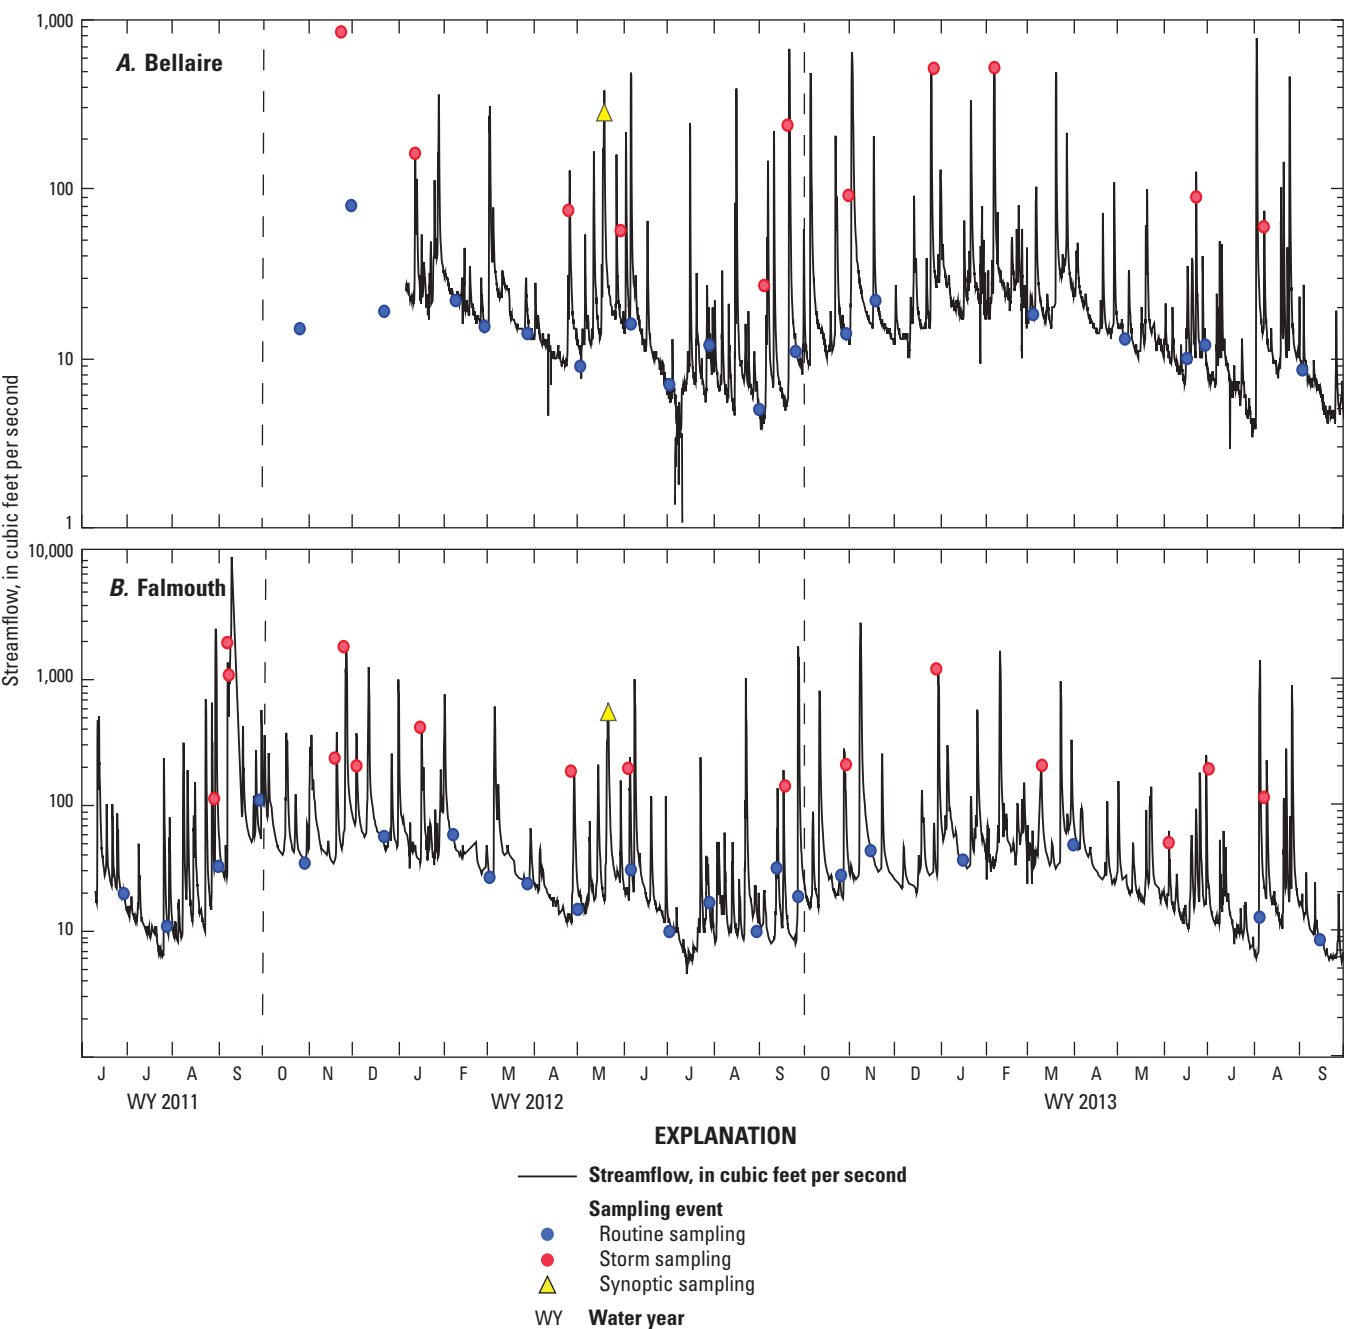 Streamflow, in cubic feet per second
1,000
100
10
1
A. Bellaire
10,000
1,000
100
10
B. Falmouth
J J A S O N D J F M A M J J A S O N D J F M A M J J A S
WY 2011 WY 2012 WY 2013
EXPLANATION
Streamflow, in cubic feet per second
Sampling event
Routine sampling
Storm sampling
Synoptic sampling
WY Water year